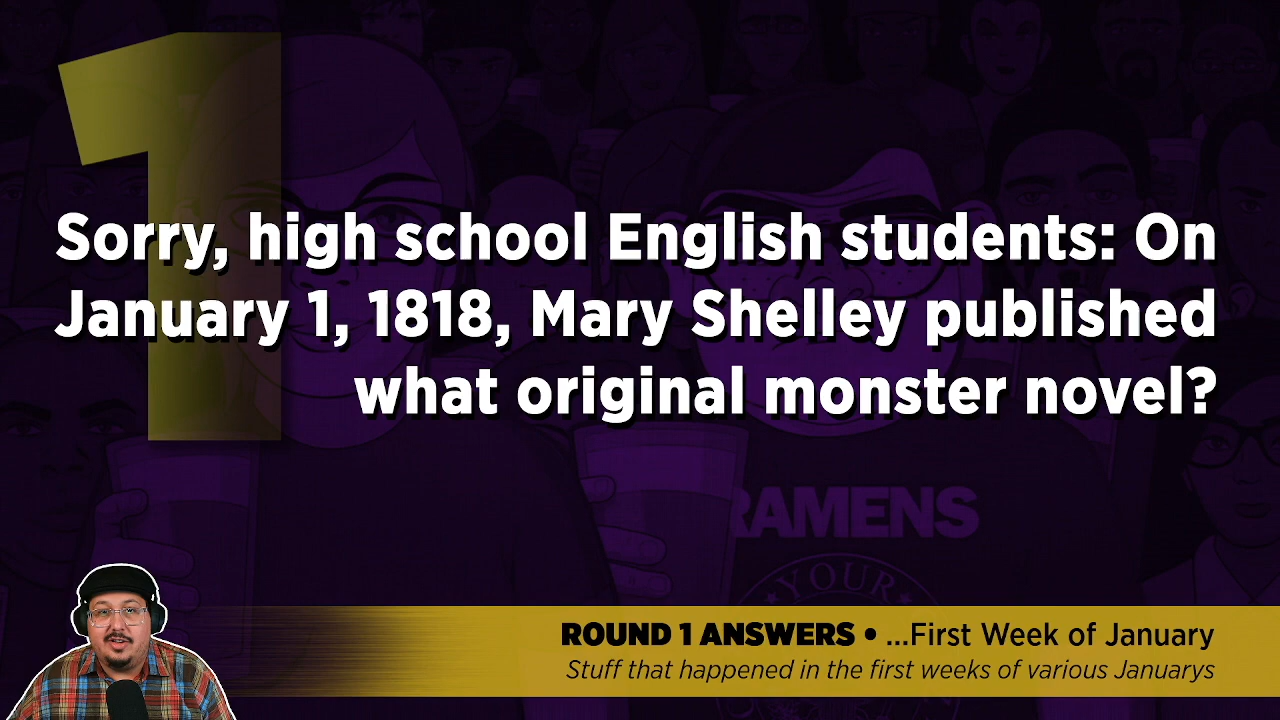 1
Sorry, high school English students: On
January 1, 1818, Mary Shelley published
what original monster novel?
RAMENS
YOUR
ROUND 1 ANSWERS • ...First Week of January
Stuff that happened in the first weeks of various Januarys